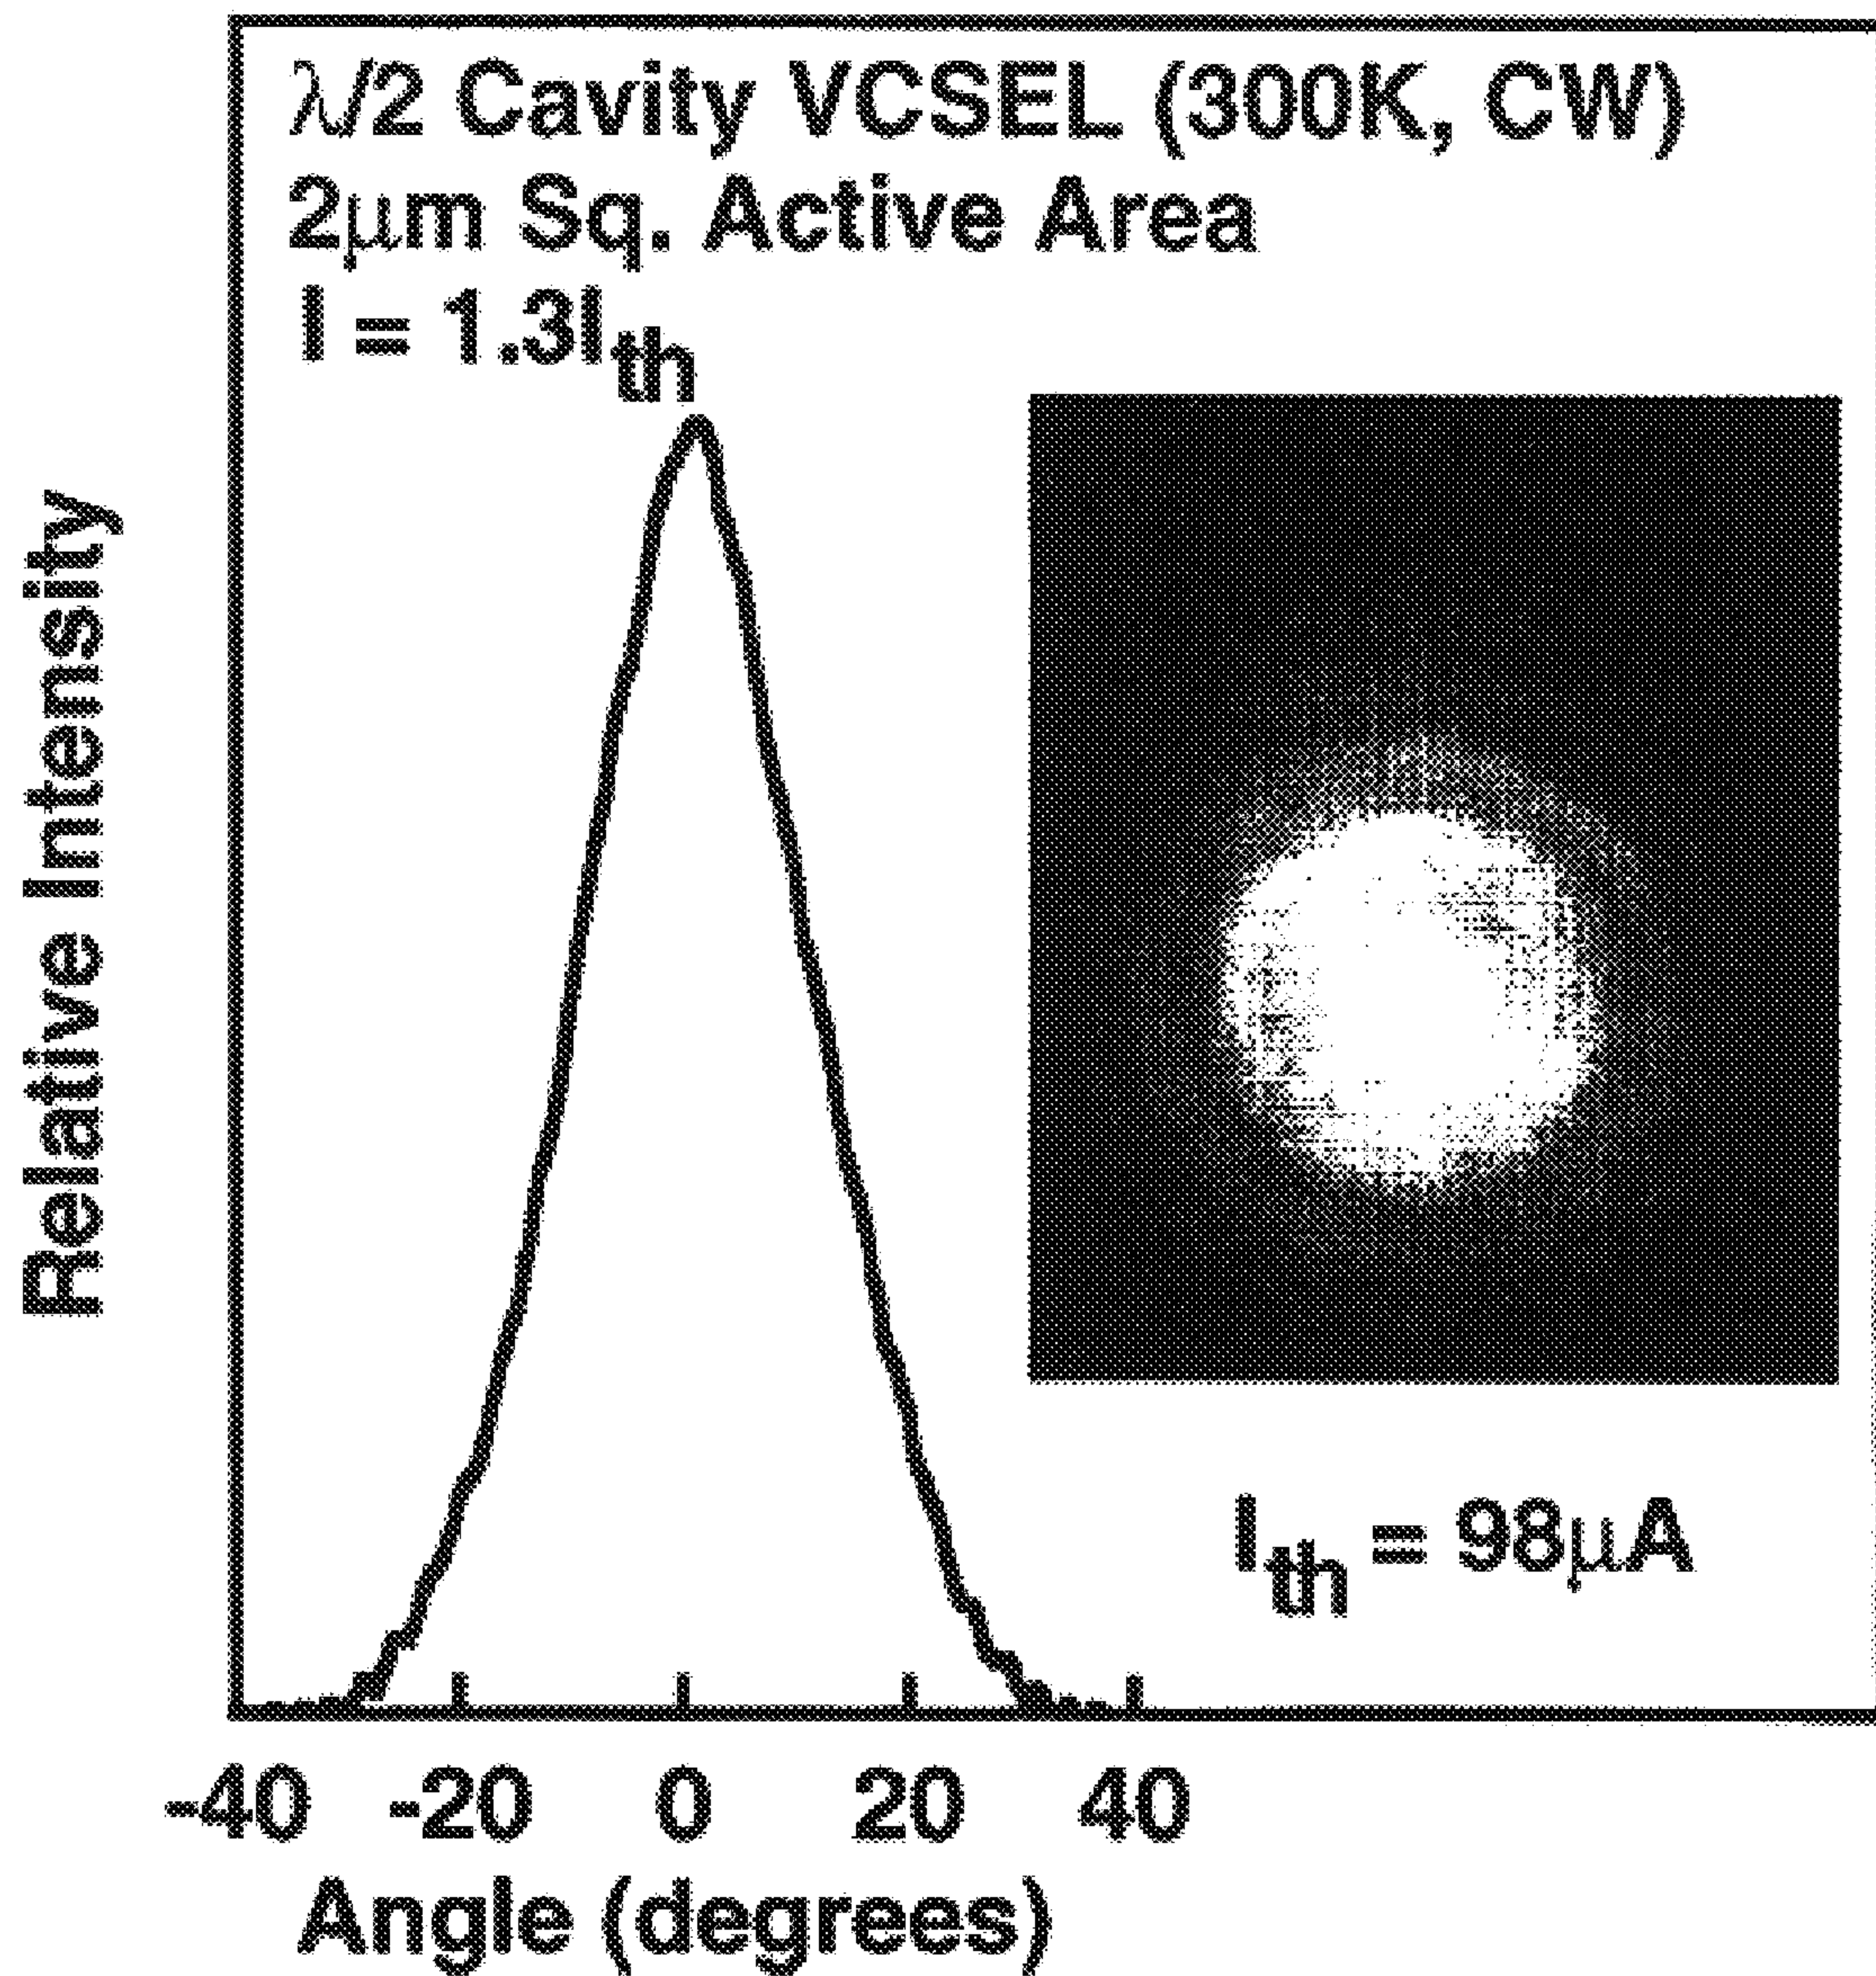 λ/2 Cavity VCSEL (300K, CW)
2μm Sq. Active Area
I = 1.3Ith
Relative Intensity
Ith = 98μA
-40 -20 0 20 40
Angle (degrees)